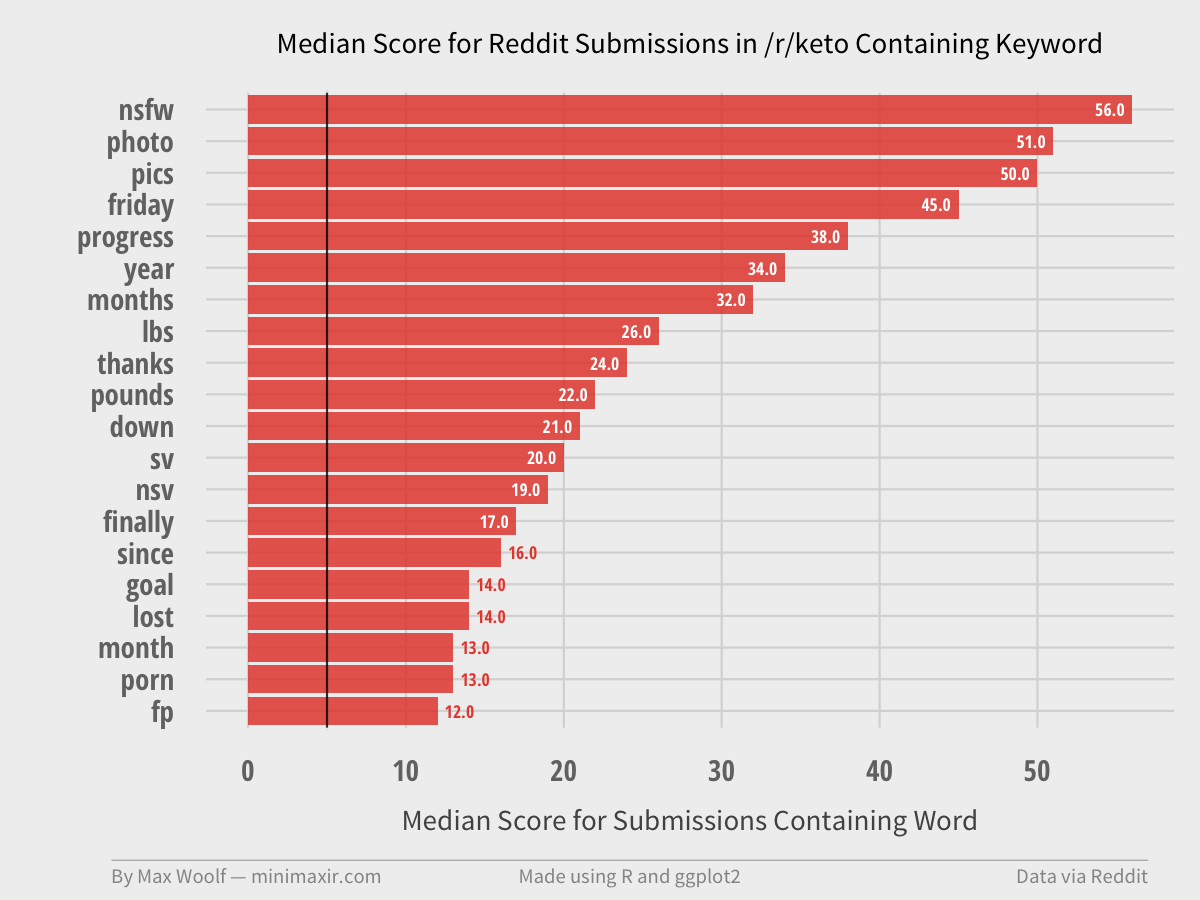 Median Score for Reddit Submissions in /r/keto Containing Keyword
nsfw 56.0
photo 51.0
pics 50.0
friday 45.0
progress 38.0
year 34.0
months 32.0
lbs 26.0
thanks 24.0
pounds 22.0
down 21.0
sv 20.0
nsv 19.0
finally 17.0
since 16.0
goal 14.0
lost 14.0
month 13.0
porn 13.0
fp 12.0
0 10 20 30 40 50
Median Score for Submissions Containing Word
By Max Woolf — minimaxir.com Made using R and ggplot2 Data via Reddit